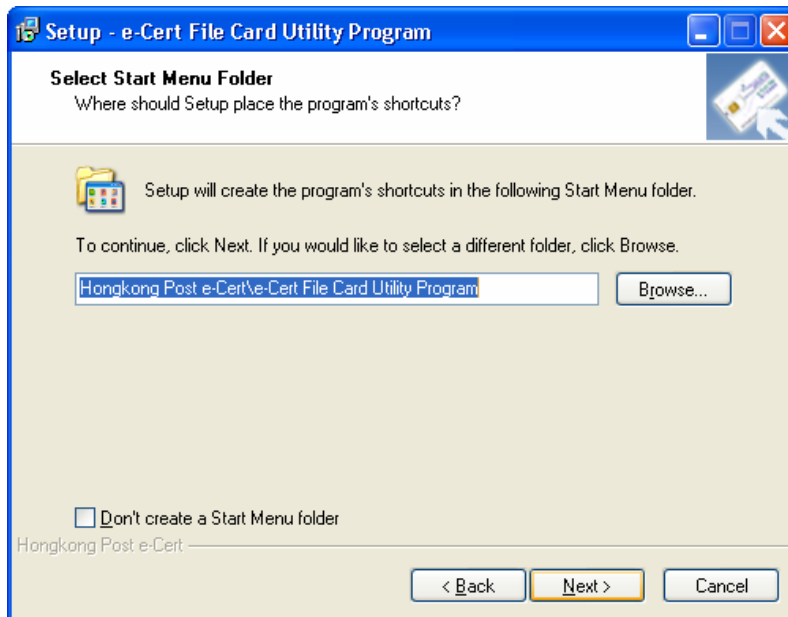 Setup - e-Cert File Card Utility Program
Select Start Menu Folder
Where should Setup place the program's shortcuts?
Setup will create the program's shortcuts in the following Start Menu folder.
To continue, click Next. If you would like to select a different folder, click Browse.
Hongkong Post e-Cert\e-Cert File Card Utility Program
Browse...
Don't create a Start Menu folder
Hongkong Post e-Cert
< Back Next > Cancel